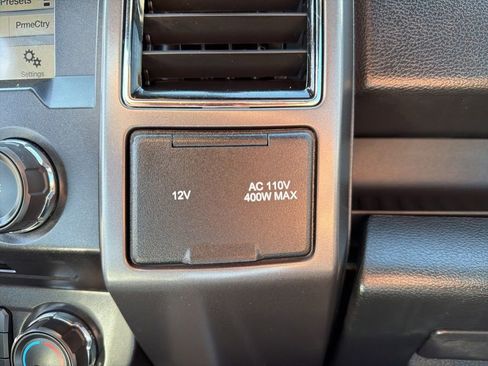 Presets
PrmeCtry
Settings
12V
AC 110V
400W MAX